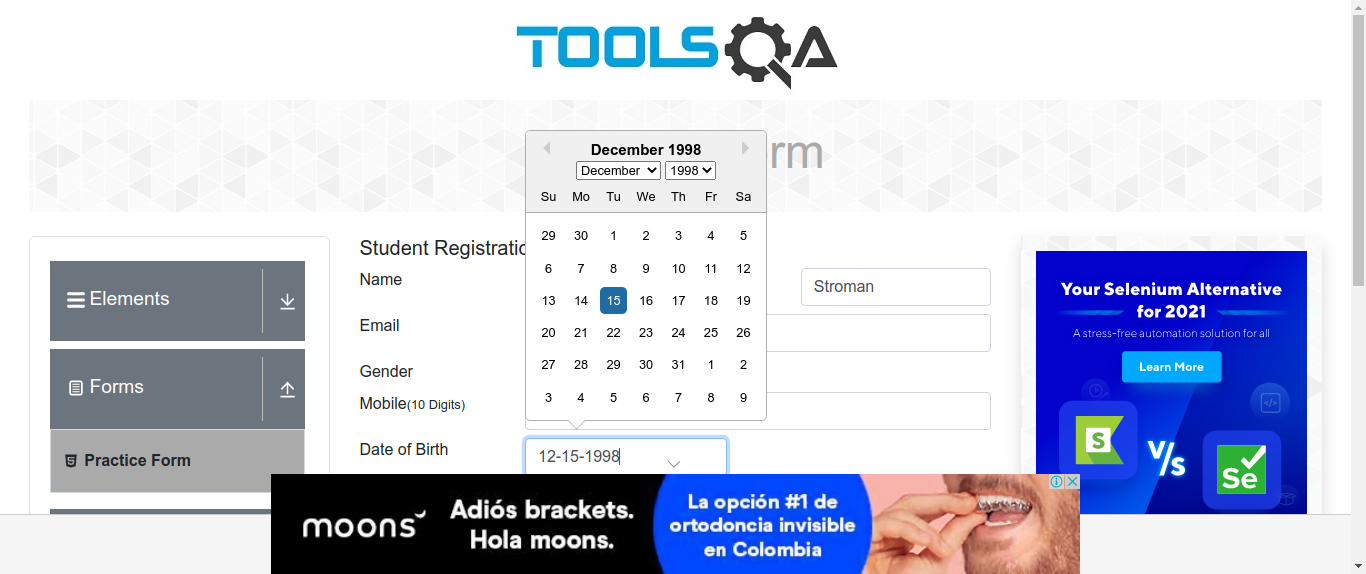 TOOLSQA
rm
December 1998
December 1998
Su Mo Tu We Th Fr Sa
29 30 1 2 3 4 5
6 7 8 9 10 11 12
13 14 15 16 17 18 19
20 21 22 23 24 25 26
27 28 29 30 31 1 2
3 4 5 6 7 8 9
Elements
Forms
Practice Form
Student Registratio
Name
Stroman
Email
Gender
Mobile(10 Digits)
Date of Birth
12-15-1998
Your Selenium Alternative
for 2021
A stress-free automation solution for all
Learn More
S
V/s
Se
moons
Adiós brackets.
Hola moons.
La opción #1 de
ortodoncia invisible
en Colombia